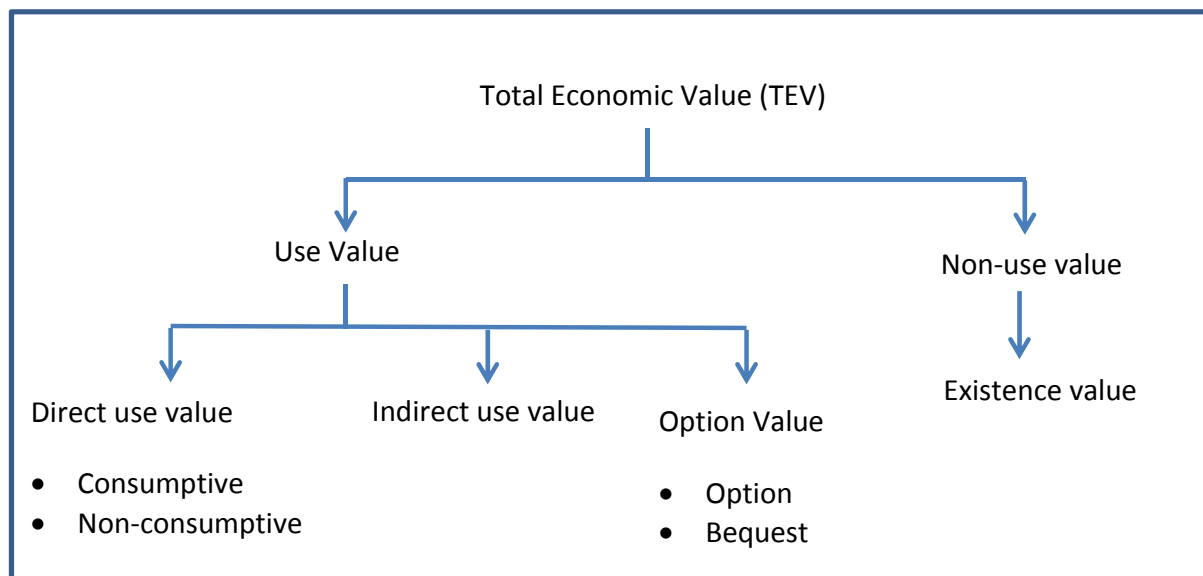 Total Economic Value (TEV)
Use Value
Non-use value
Direct use value
Indirect use value
Option Value
Existence value
• Consumptive
• Non-consumptive
• Option
• Bequest